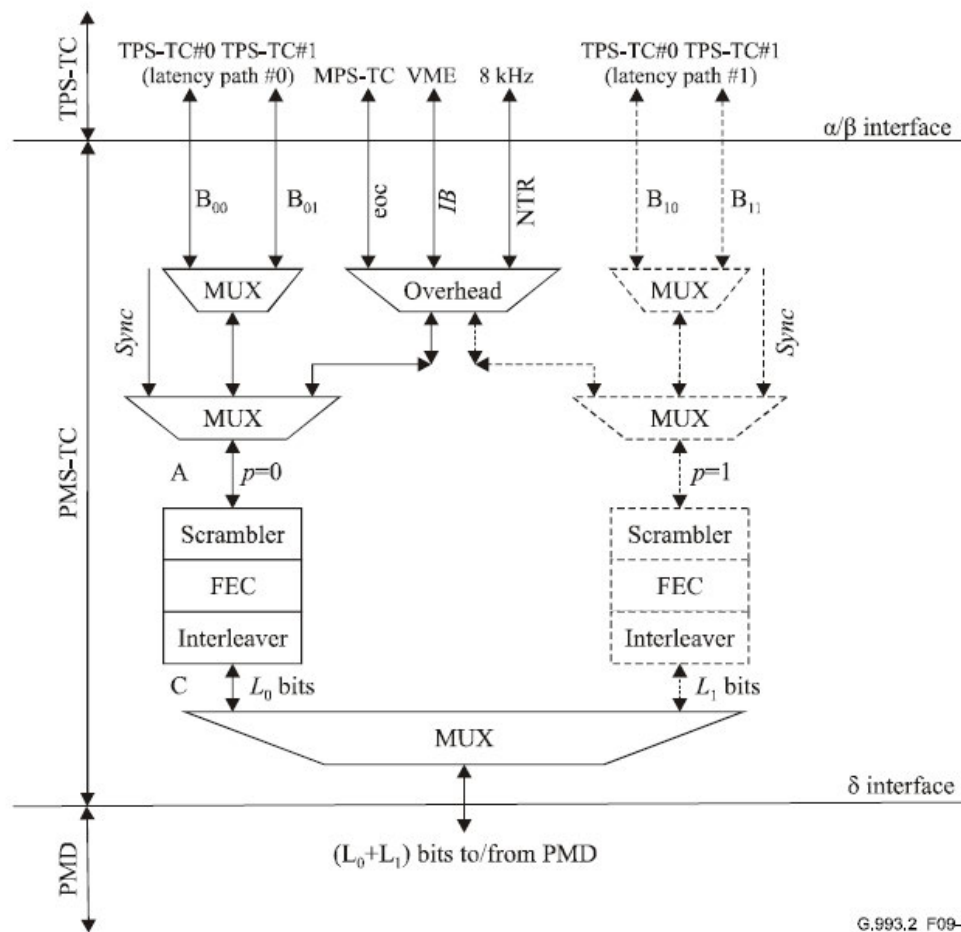 TPS-TC
TPS-TC#0 TPS-TC#1
(latency path #0)
MPS-TC VME 8 kHz
TPS-TC#0 TPS-TC#1
(latency path #1)
α/β interface
PMS-TC
B₀₀
B₀₁
eoc
IB
NTR
B₁₀
B₁₁
MUX
Overhead
MUX
Sync
Sync
MUX
MUX
A
p=0
p=1
Scrambler
FEC
Interleaver
Scrambler
FEC
Interleaver
C
L₀ bits
L₁ bits
MUX
δ interface
PMD
(L₀+L₁) bits to/from PMD
G.993.2_F09-